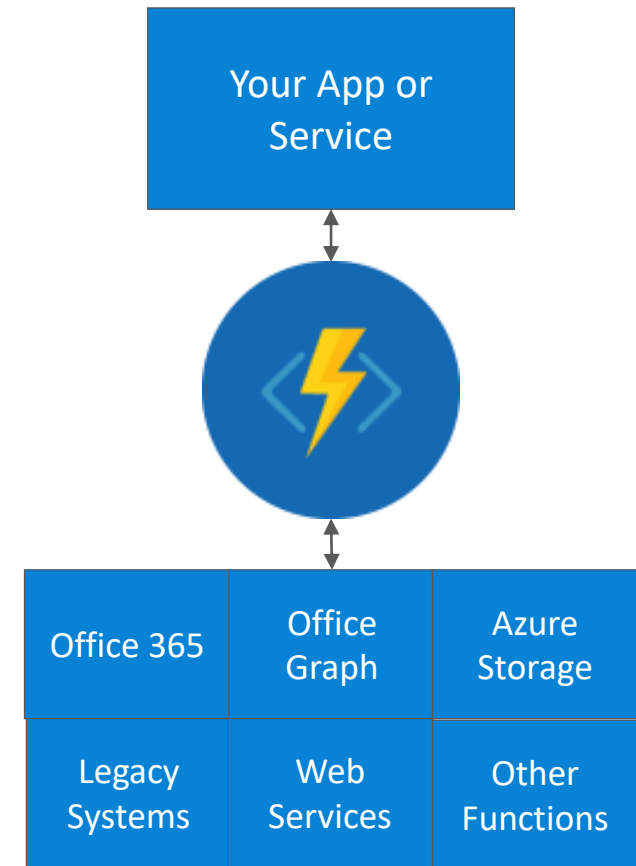 Your App or
Service
Office 365
Office
Graph
Azure
Storage
Legacy
Systems
Web
Services
Other
Functions